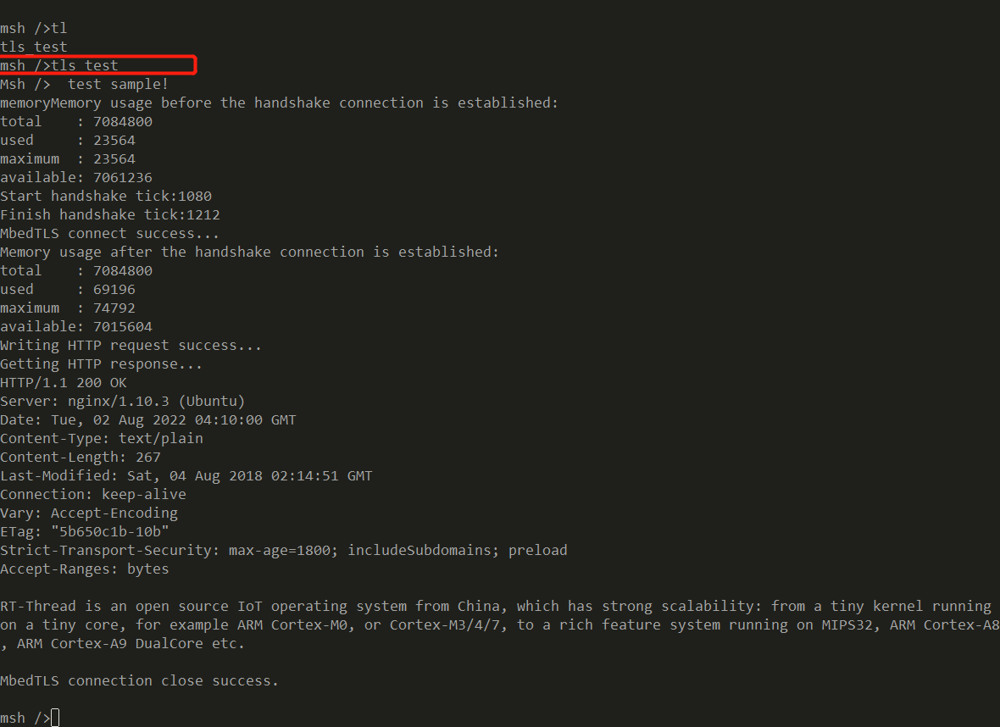 msh />tl
tls_test
msh />tls_test
Msh />  test sample!
memoryMemory usage before the handshake connection is established:
total    : 7084800
used     : 23564
maximum  : 23564
available: 7061236
Start handshake tick:1080
Finish handshake tick:1212
MbedTLS connect success...
Memory usage after the handshake connection is established:
total    : 7084800
used     : 69196
maximum  : 74792
available: 7015604
Writing HTTP request success...
Getting HTTP response...
HTTP/1.1 200 OK
Server: nginx/1.10.3 (Ubuntu)
Date: Tue, 02 Aug 2022 04:10:00 GMT
Content-Type: text/plain
Content-Length: 267
Last-Modified: Sat, 04 Aug 2018 02:14:51 GMT
Connection: keep-alive
Vary: Accept-Encoding
ETag: "5b650c1b-10b"
Strict-Transport-Security: max-age=1800; includeSubdomains; preload
Accept-Ranges: bytes

RT-Thread is an open source IoT operating system from China, which has strong scalability: from a tiny kernel running
on a tiny core, for example ARM Cortex-M0, or Cortex-M3/4/7, to a rich feature system running on MIPS32, ARM Cortex-A8
, ARM Cortex-A9 DualCore etc.

MbedTLS connection close success.

msh />